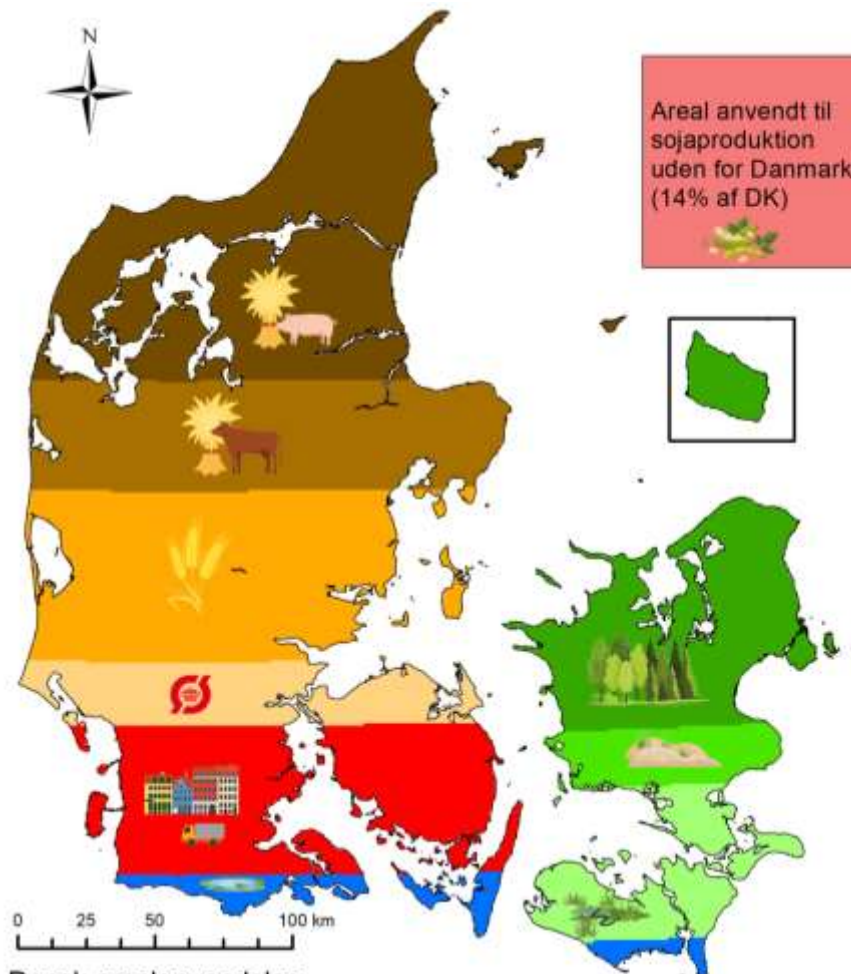 N
Areal anvendt til
sojaproduktion
uden for Danmark
(14% af DK)
0 25 50 100 km